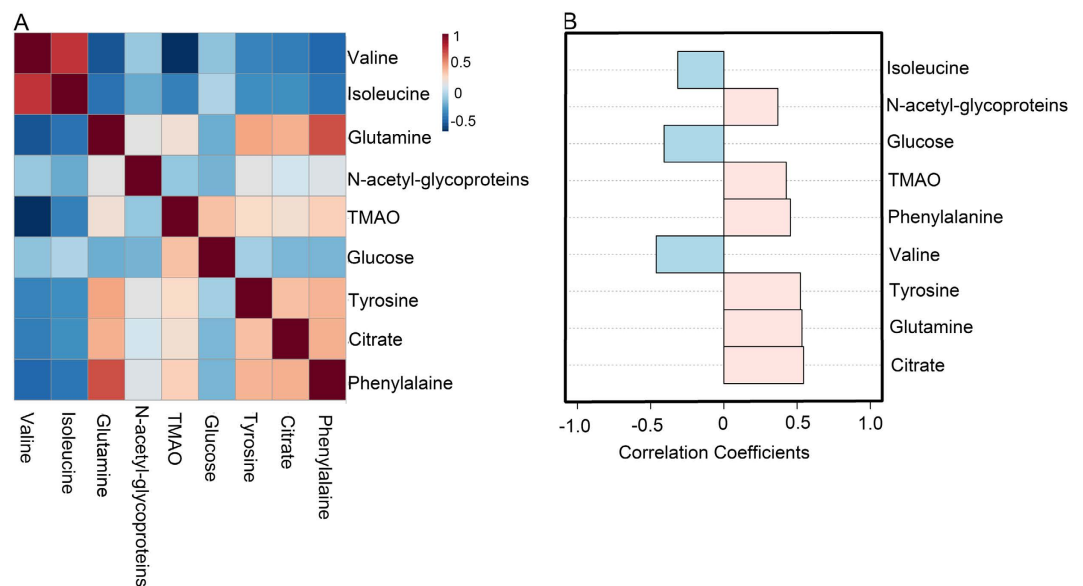 A
Valine
Isoleucine
Glutamine
N-acetyl-glycoproteins
TMAO
Glucose
Tyrosine
Citrate
Phenylalaine
1
0.5
0
-0.5
Valine
Isoleucine
Glutamine
N-acetyl-glycoproteins
TMAO
Glucose
Tyrosine
Citrate
Phenylalaine
B
Isoleucine
N-acetyl-glycoproteins
Glucose
TMAO
Phenylalanine
Valine
Tyrosine
Glutamine
Citrate
-1.0 -0.5 0 0.5 1.0
Correlation Coefficients